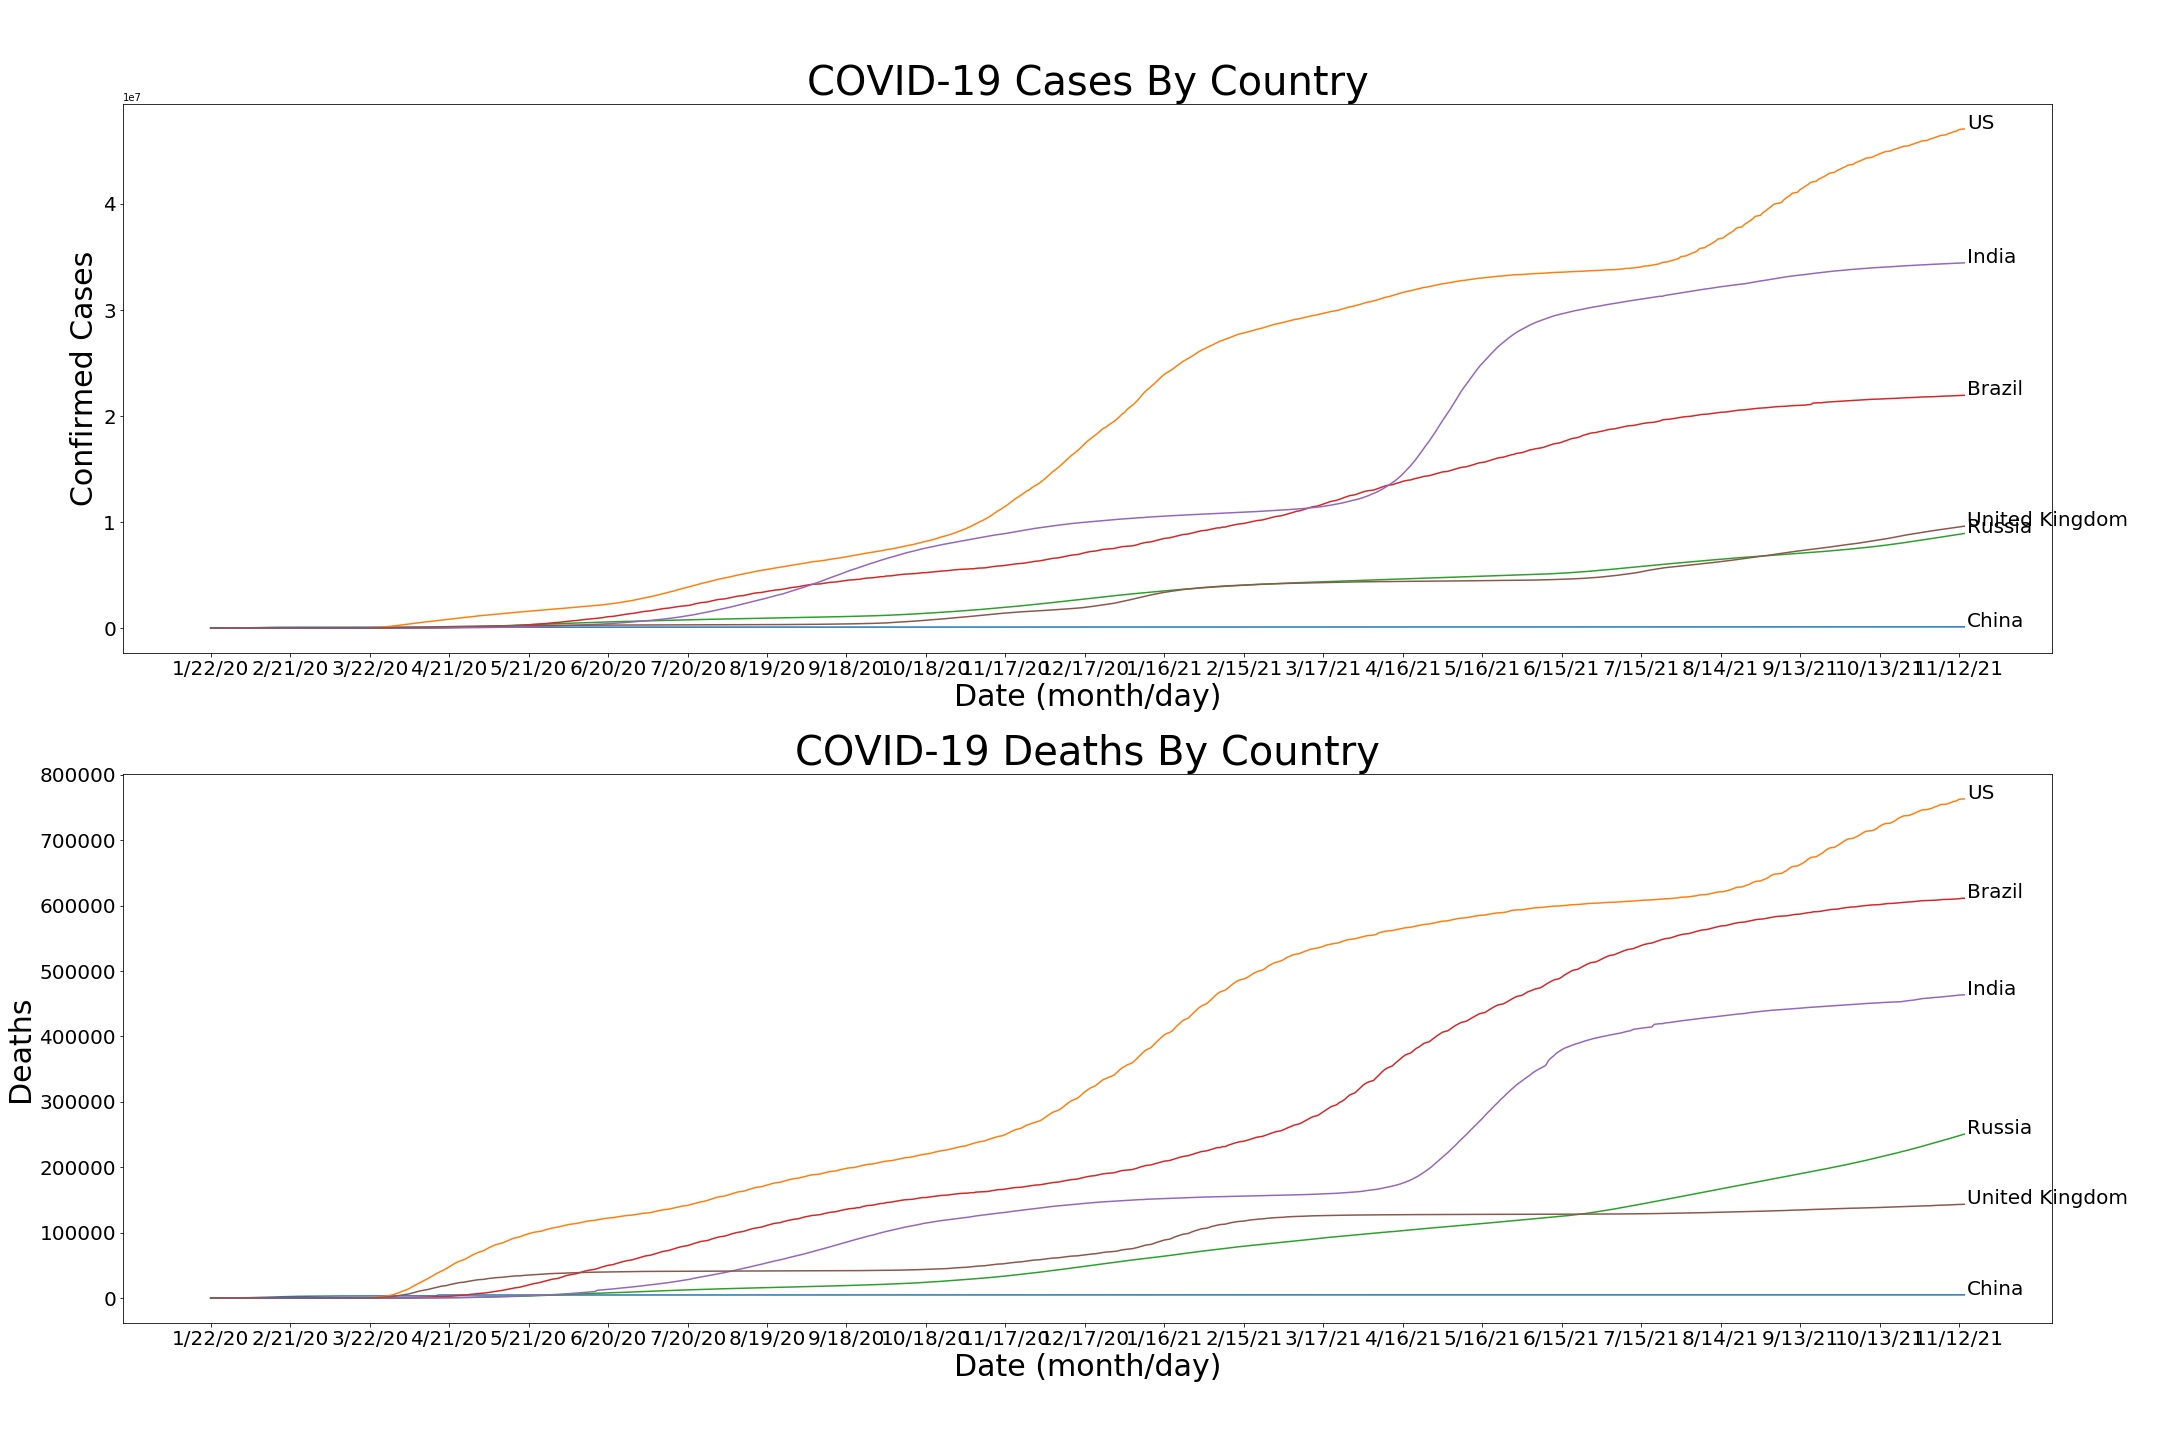 COVID-19 Cases By Country
1e7
US
4
India
3
Confirmed Cases
Brazil
2
1
United Kingdom
Russia
0
China
1/22/20 2/21/20 3/22/20 4/21/20 5/21/20 6/20/20 7/20/20 8/19/20 9/18/20 10/18/20 11/17/20 12/17/20 1/16/21 2/15/21 3/17/21 4/16/21 5/16/21 6/15/21 7/15/21 8/14/21 9/13/21 10/13/21 11/12/21
Date (month/day)
COVID-19 Deaths By Country
800000
US
700000
600000
Brazil
500000
India
400000
Deaths
300000
Russia
200000
United Kingdom
100000
0
China
1/22/20 2/21/20 3/22/20 4/21/20 5/21/20 6/20/20 7/20/20 8/19/20 9/18/20 10/18/20 11/17/20 12/17/20 1/16/21 2/15/21 3/17/21 4/16/21 5/16/21 6/15/21 7/15/21 8/14/21 9/13/21 10/13/21 11/12/21
Date (month/day)